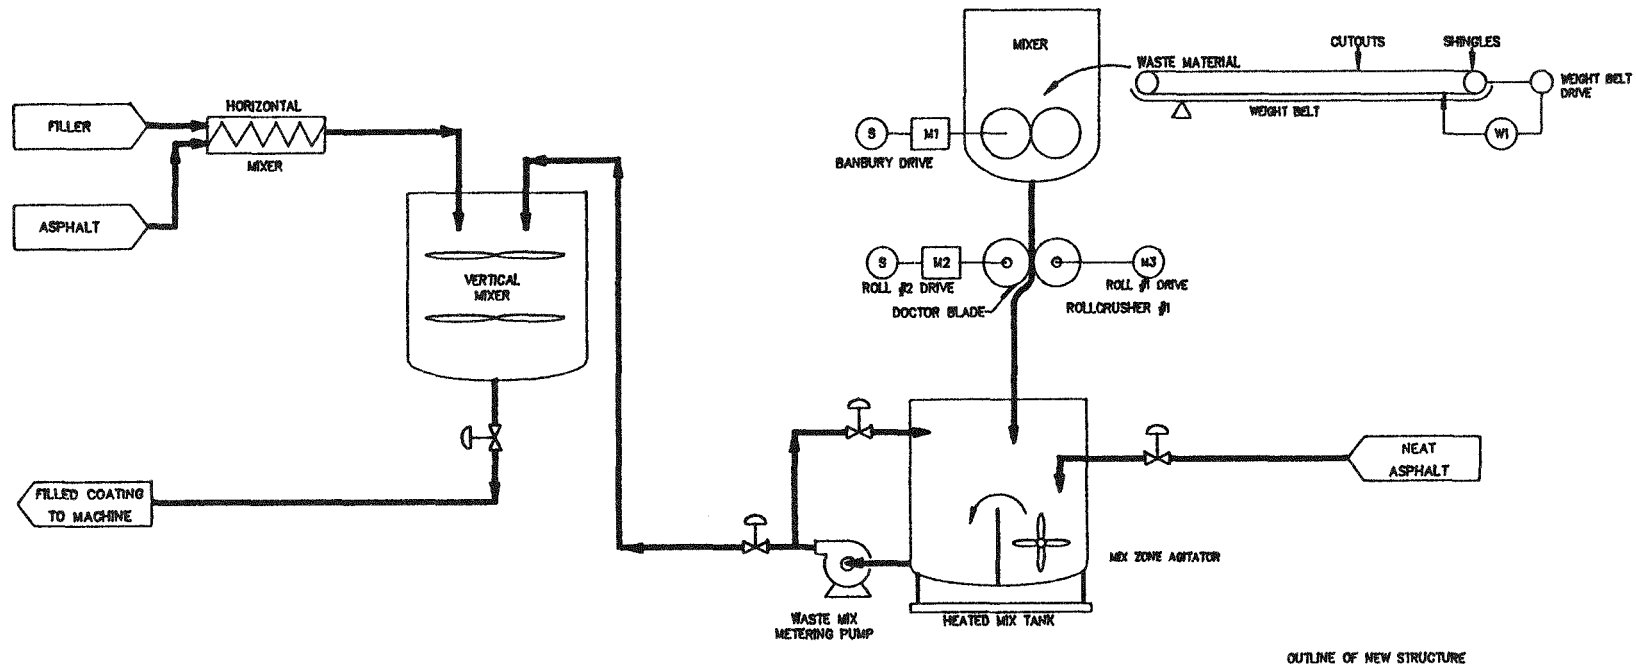 MIXER
CUTOUTS
SHINGLES
WASTE MATERIAL
WEIGHT BELT
DRIVE
WEIGHT BELT
W1
FILLER
HORIZONTAL
MIXER
S
M1
BANBURY DRIVE
ASPHALT
VERTICAL
MIXER
S
M2
M3
ROLL #2 DRIVE
ROLL #1 DRIVE
DOCTOR BLADE
ROLLCRUSHER #1
NEAT
ASPHALT
FILLED COATING
TO MACHINE
MIX ZONE AGITATOR
WASTE MIX
METERING PUMP
HEATED MIX TANK
OUTLINE OF NEW STRUCTURE